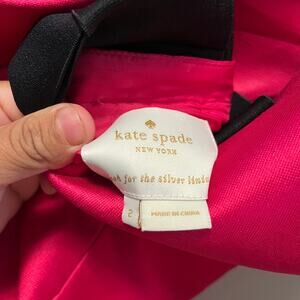 kate spade
NEW YORK
for the silver
2
MADE IN CHINA